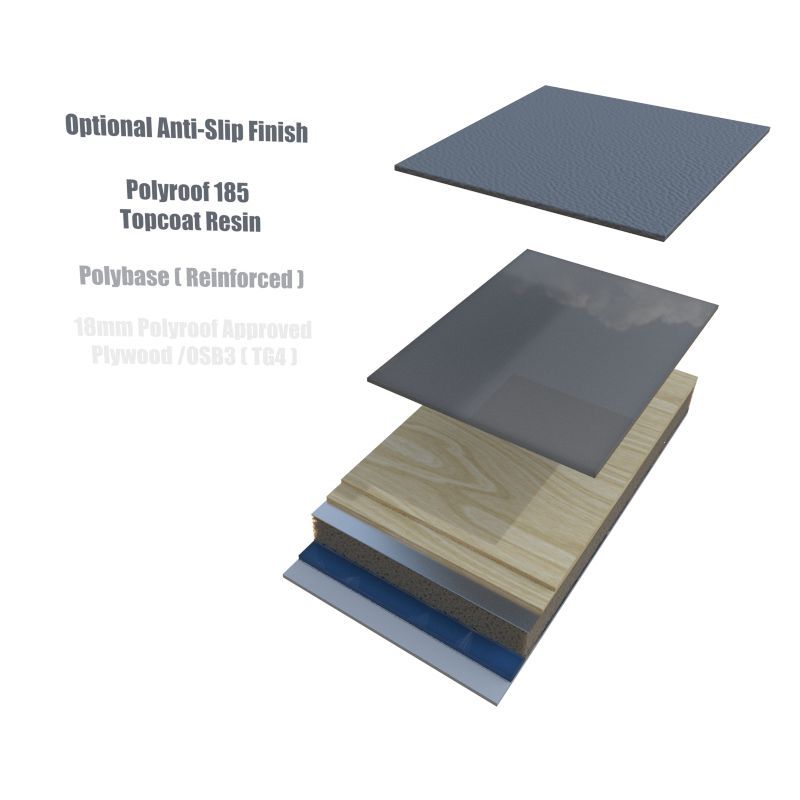 Optional Anti-Slip Finish
Polyroof 185
Topcoat Resin
Polybase ( Reinforced )
18mm Polyroof Approved
Plywood /OSB3 ( TG4 )